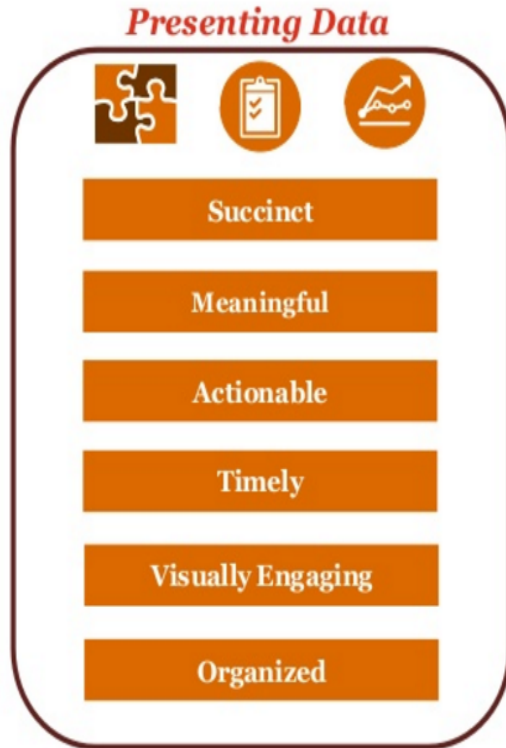 Presenting Data
Succinct
Meaningful
Actionable
Timely
Visually Engaging
Organized